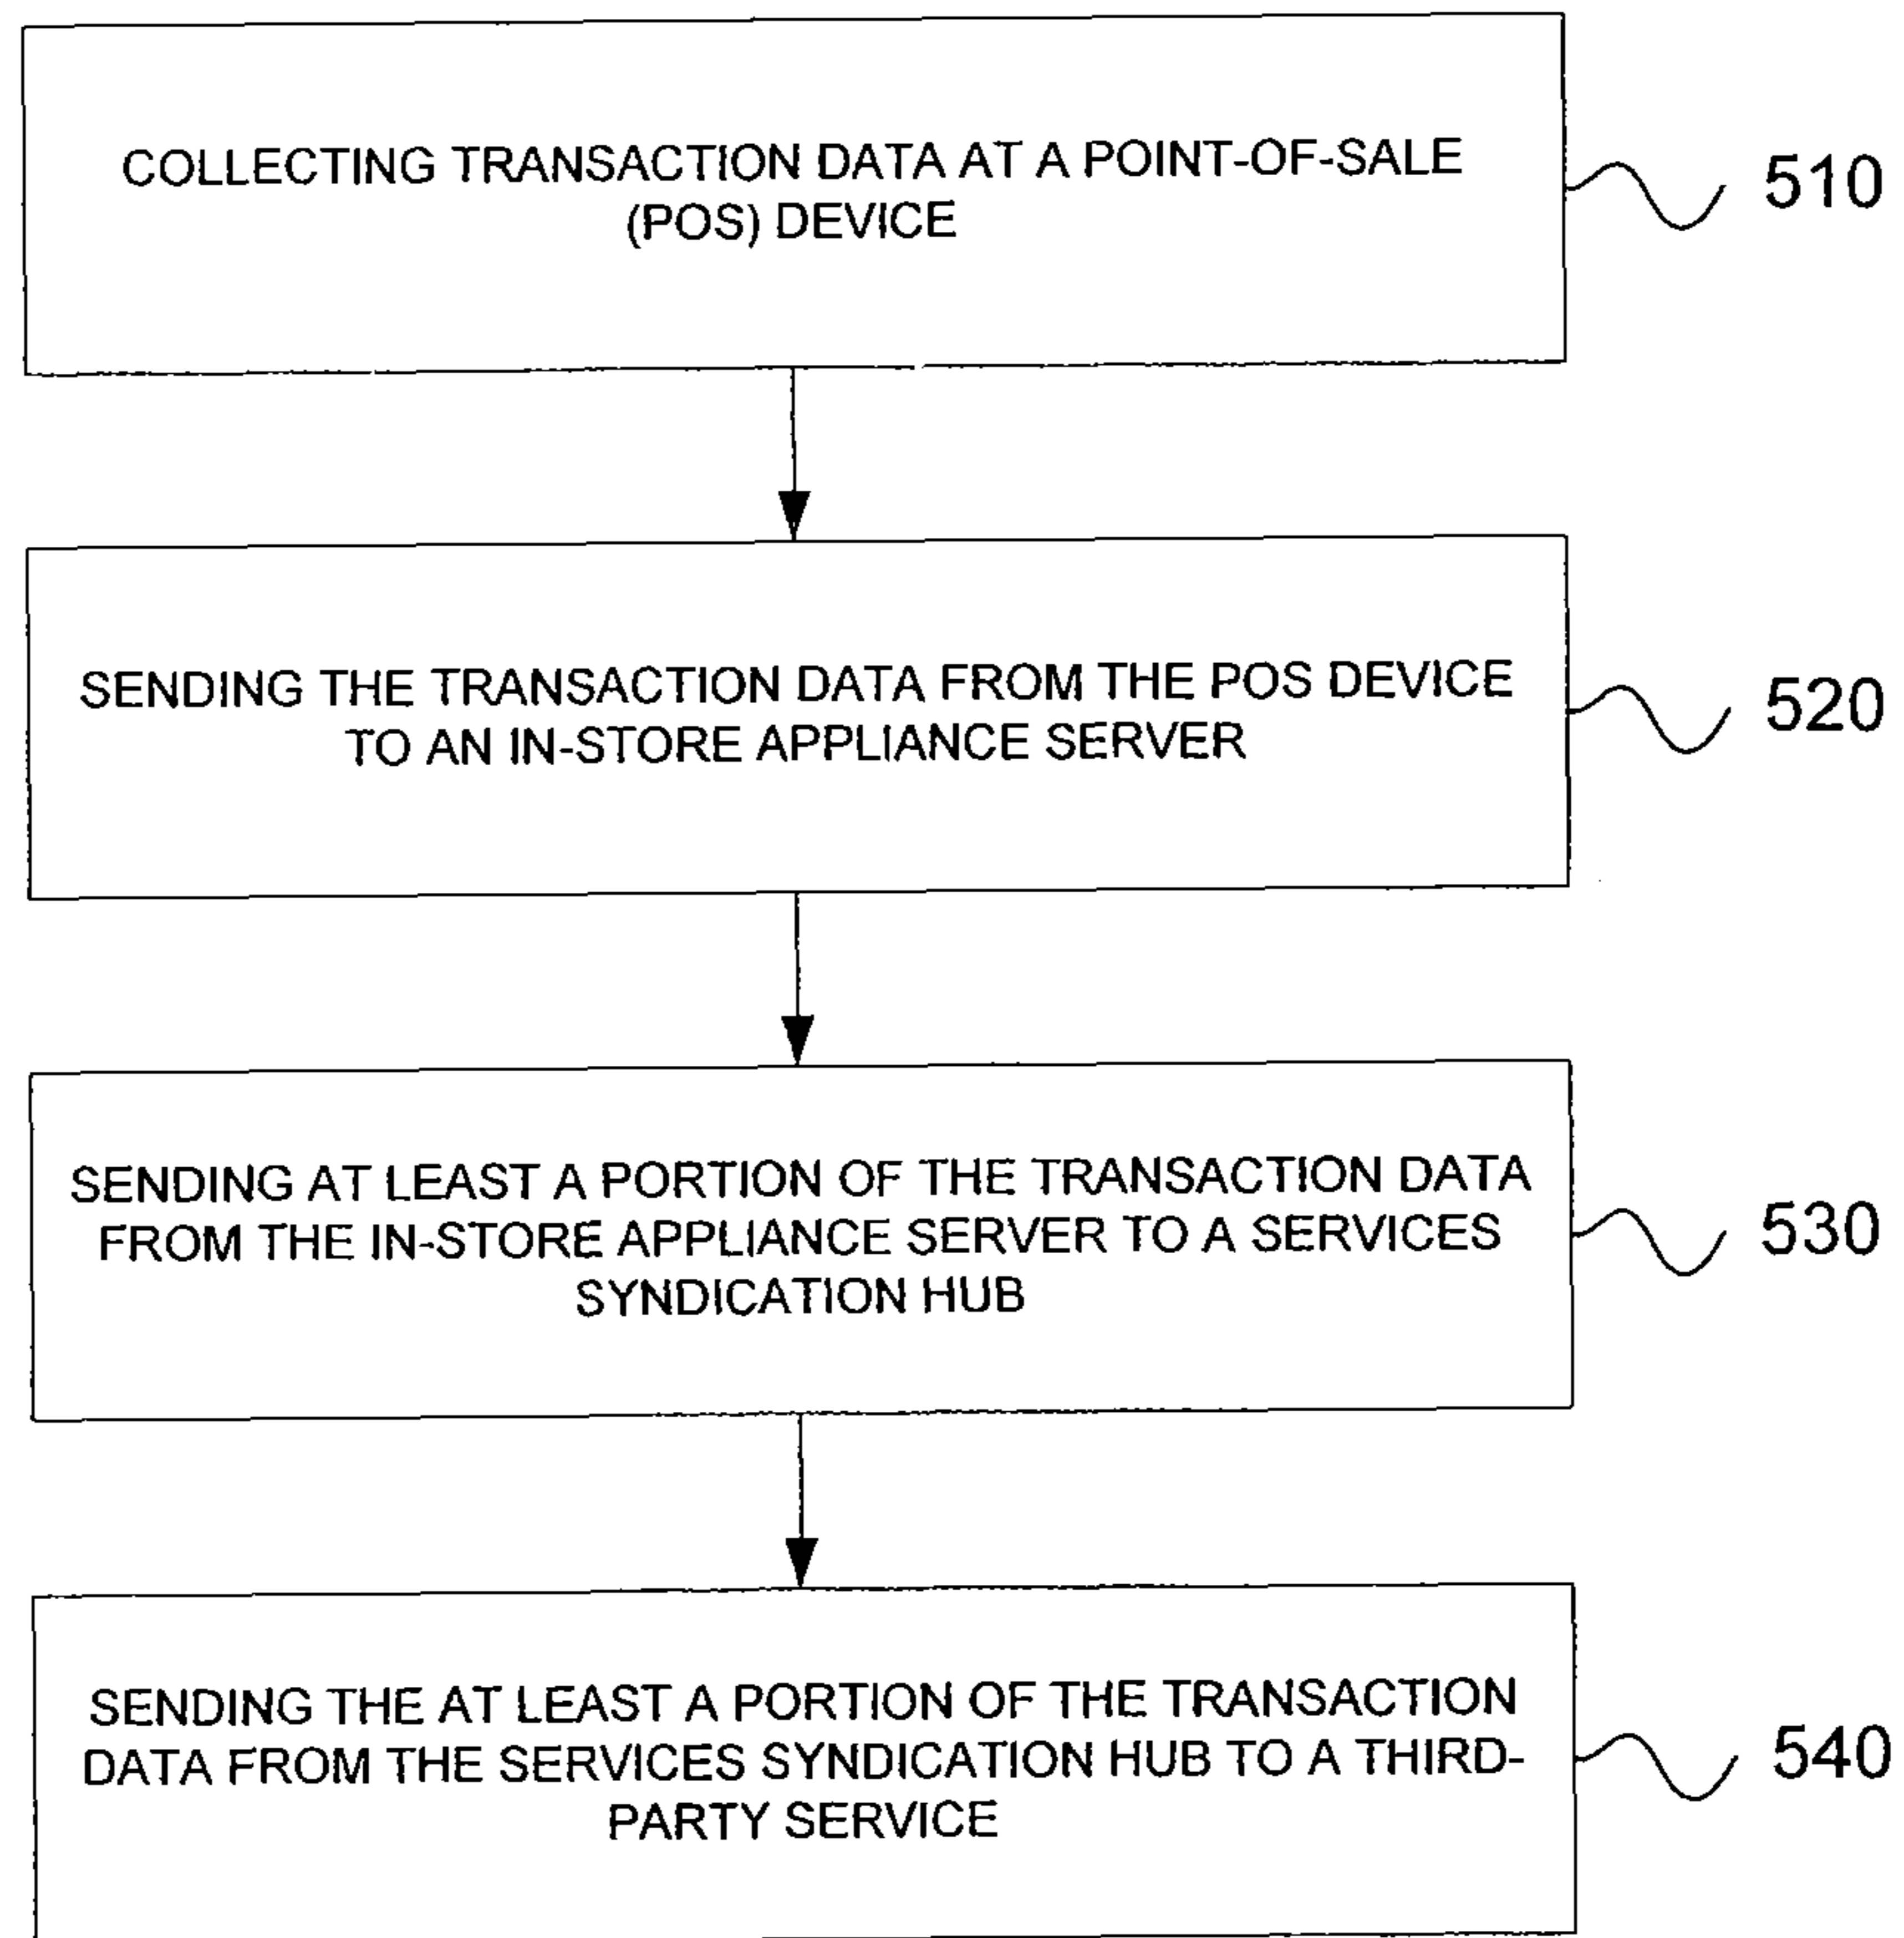 COLLECTING TRANSACTION DATA AT A POINT-OF-SALE
(POS) DEVICE
510
SENDING THE TRANSACTION DATA FROM THE POS DEVICE
TO AN IN-STORE APPLIANCE SERVER
520
SENDING AT LEAST A PORTION OF THE TRANSACTION DATA
FROM THE IN-STORE APPLIANCE SERVER TO A SERVICES
SYNDICATION HUB
530
SENDING THE AT LEAST A PORTION OF THE TRANSACTION
DATA FROM THE SERVICES SYNDICATION HUB TO A THIRD-
PARTY SERVICE
540